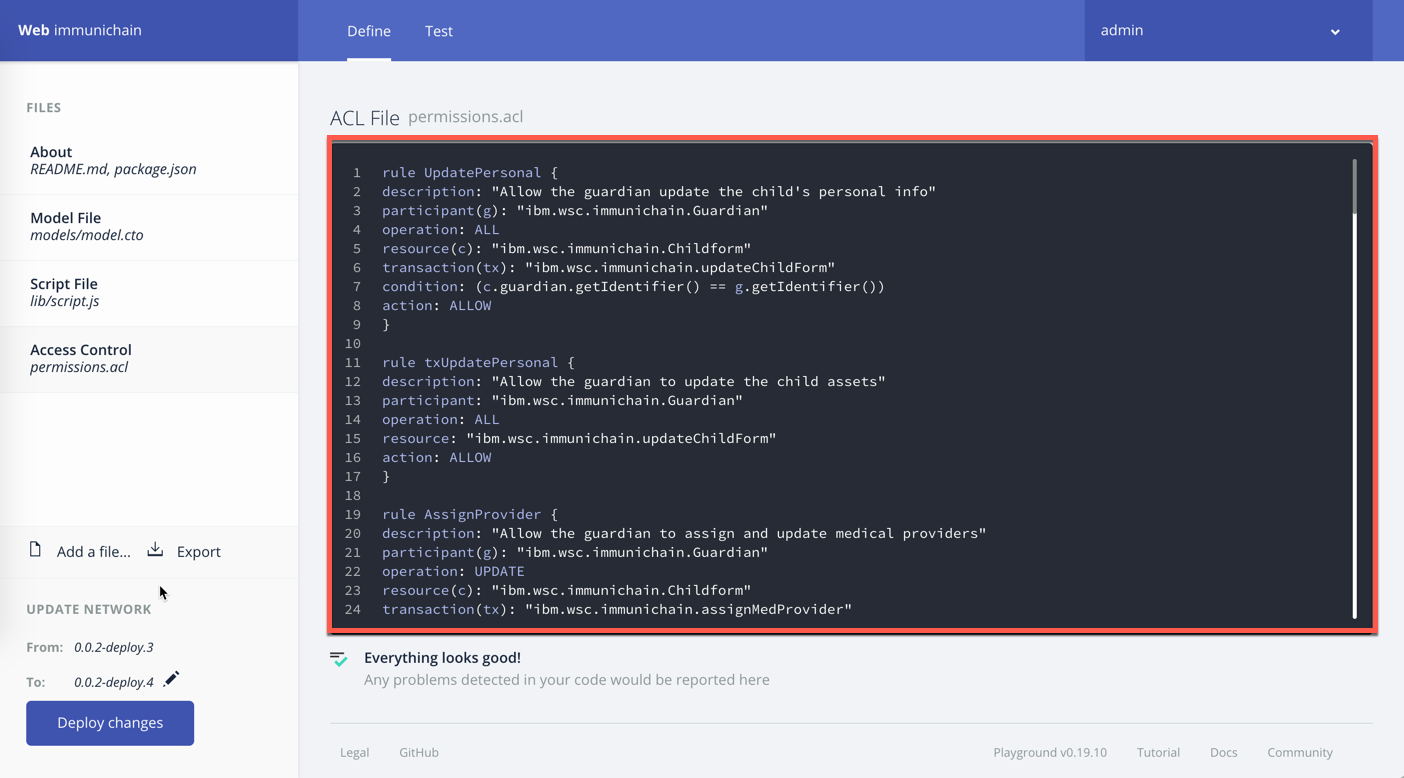 Web immunichain
Define
Test
admin
FILES
About
README.md, package.json
Model File
models/model.cto
Script File
lib/script.js
Access Control
permissions.acl
Add a file...
Export
UPDATE NETWORK
From: 0.0.2-deploy.3
To: 0.0.2-deploy.4
Deploy changes
ACL File permissions.acl
1 rule UpdatePersonal {
2 description: "Allow the guardian update the child's personal info"
3 participant(g): "ibm.wsc.immunichain.Guardian"
4 operation: ALL
5 resource(c): "ibm.wsc.immunichain.Childform"
6 transaction(tx): "ibm.wsc.immunichain.updateChildForm"
7 condition: (c.guardian.getIdentifier() == g.getIdentifier())
8 action: ALLOW
9 }
10
11 rule txUpdatePersonal {
12 description: "Allow the guardian to update the child assets"
13 participant: "ibm.wsc.immunichain.Guardian"
14 operation: ALL
15 resource: "ibm.wsc.immunichain.updateChildForm"
16 action: ALLOW
17 }
18
19 rule AssignProvider {
20 description: "Allow the guardian to assign and update medical providers"
21 participant(g): "ibm.wsc.immunichain.Guardian"
22 operation: UPDATE
23 resource(c): "ibm.wsc.immunichain.Childform"
24 transaction(tx): "ibm.wsc.immunichain.assignMedProvider"
Everything looks good!
Any problems detected in your code would be reported here
Legal
GitHub
Playground v0.19.10
Tutorial
Docs
Community